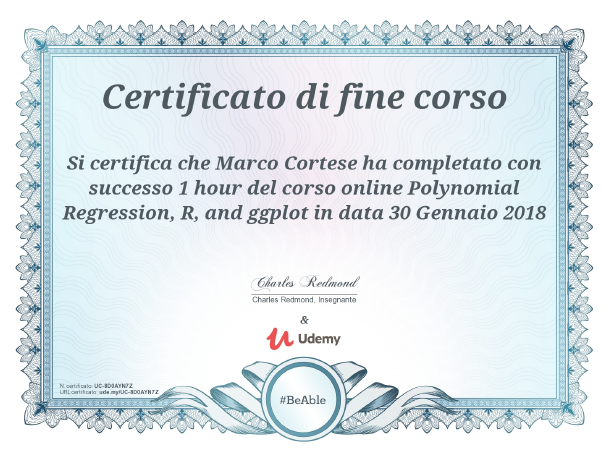 Certificato di fine corso
Si certifica che Marco Cortese ha completato con
successo 1 hour del corso online Polynomial
Regression, R, and ggplot in data 30 Gennaio 2018
Charles Redmond
Charles Redmond, Insegnante
&
Udemy
#BeAble
N. certificato: UC-8D0AYN7Z
URL certificato: ude.my/UC-8D0AYN7Z